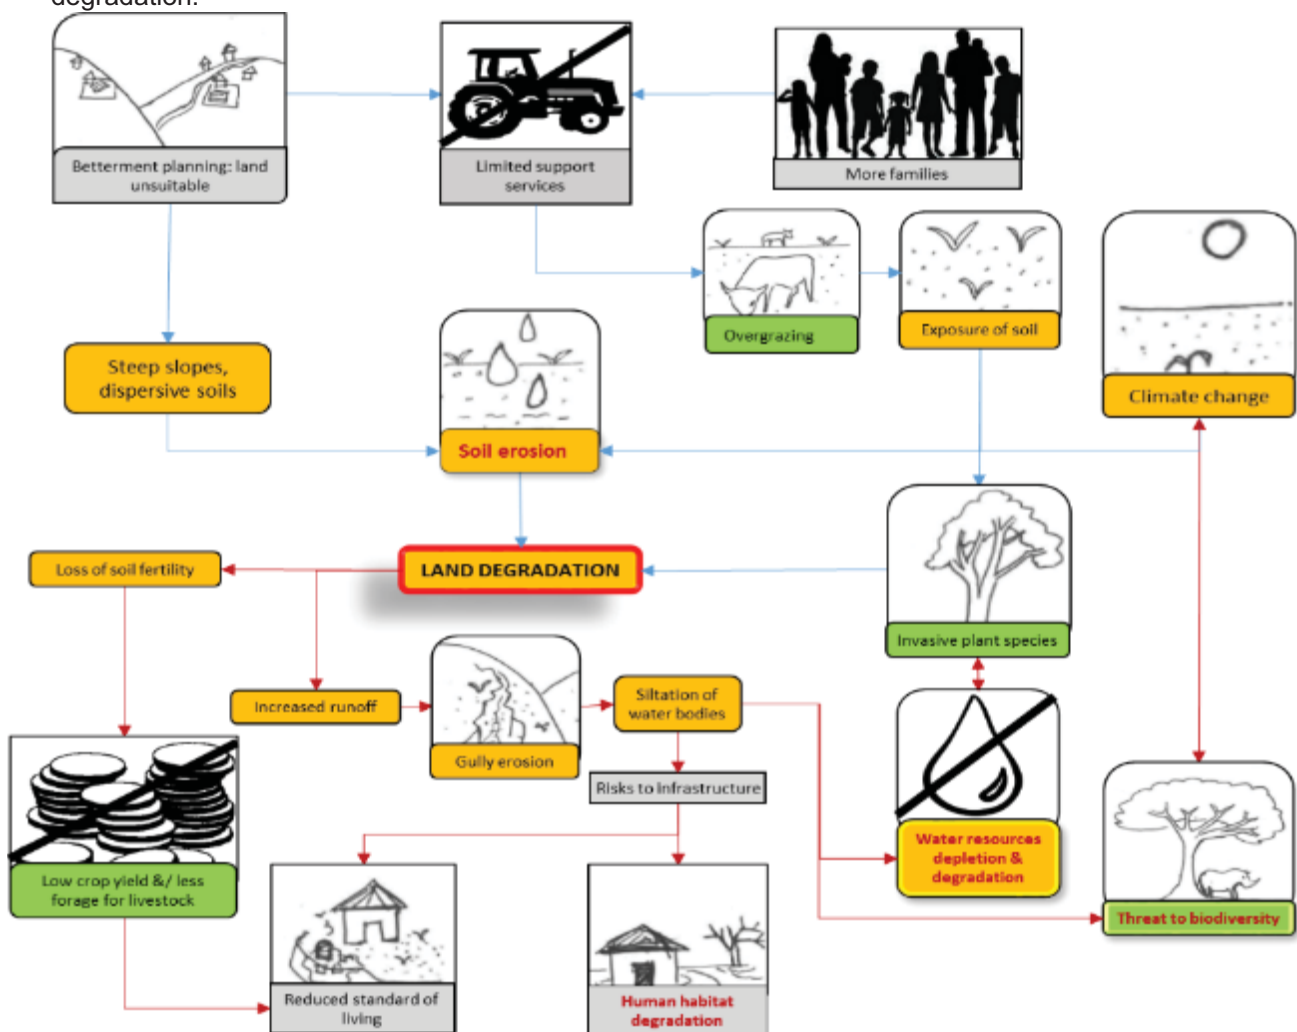 degradation.
Betterment planning: land
unsuitable
Limited support
services
More families
Overgrazing
Exposure of soil
Steep slopes,
dispersive soils
Climate change
Soil erosion
Loss of soil fertility
LAND DEGRADATION
Invasive plant species
Increased runoff
Siltation of
water bodies
Gully erosion
Risks to infrastructure
Water resources
depletion &
degradation
Low crop yield &/ less
forage for livestock
Threat to biodiversity
Reduced standard of
living
Human habitat
degradation